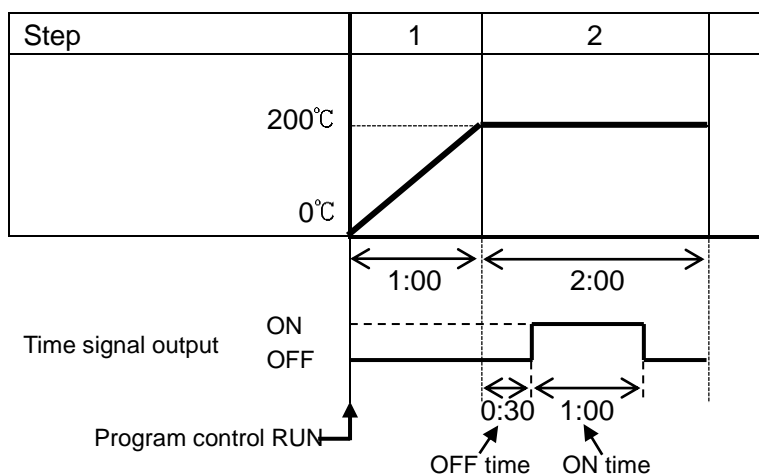 Step 1 2
200℃
0℃
1:00 2:00
ON
Time signal output
OFF
0:30 1:00
Program control RUN
OFF time ON time